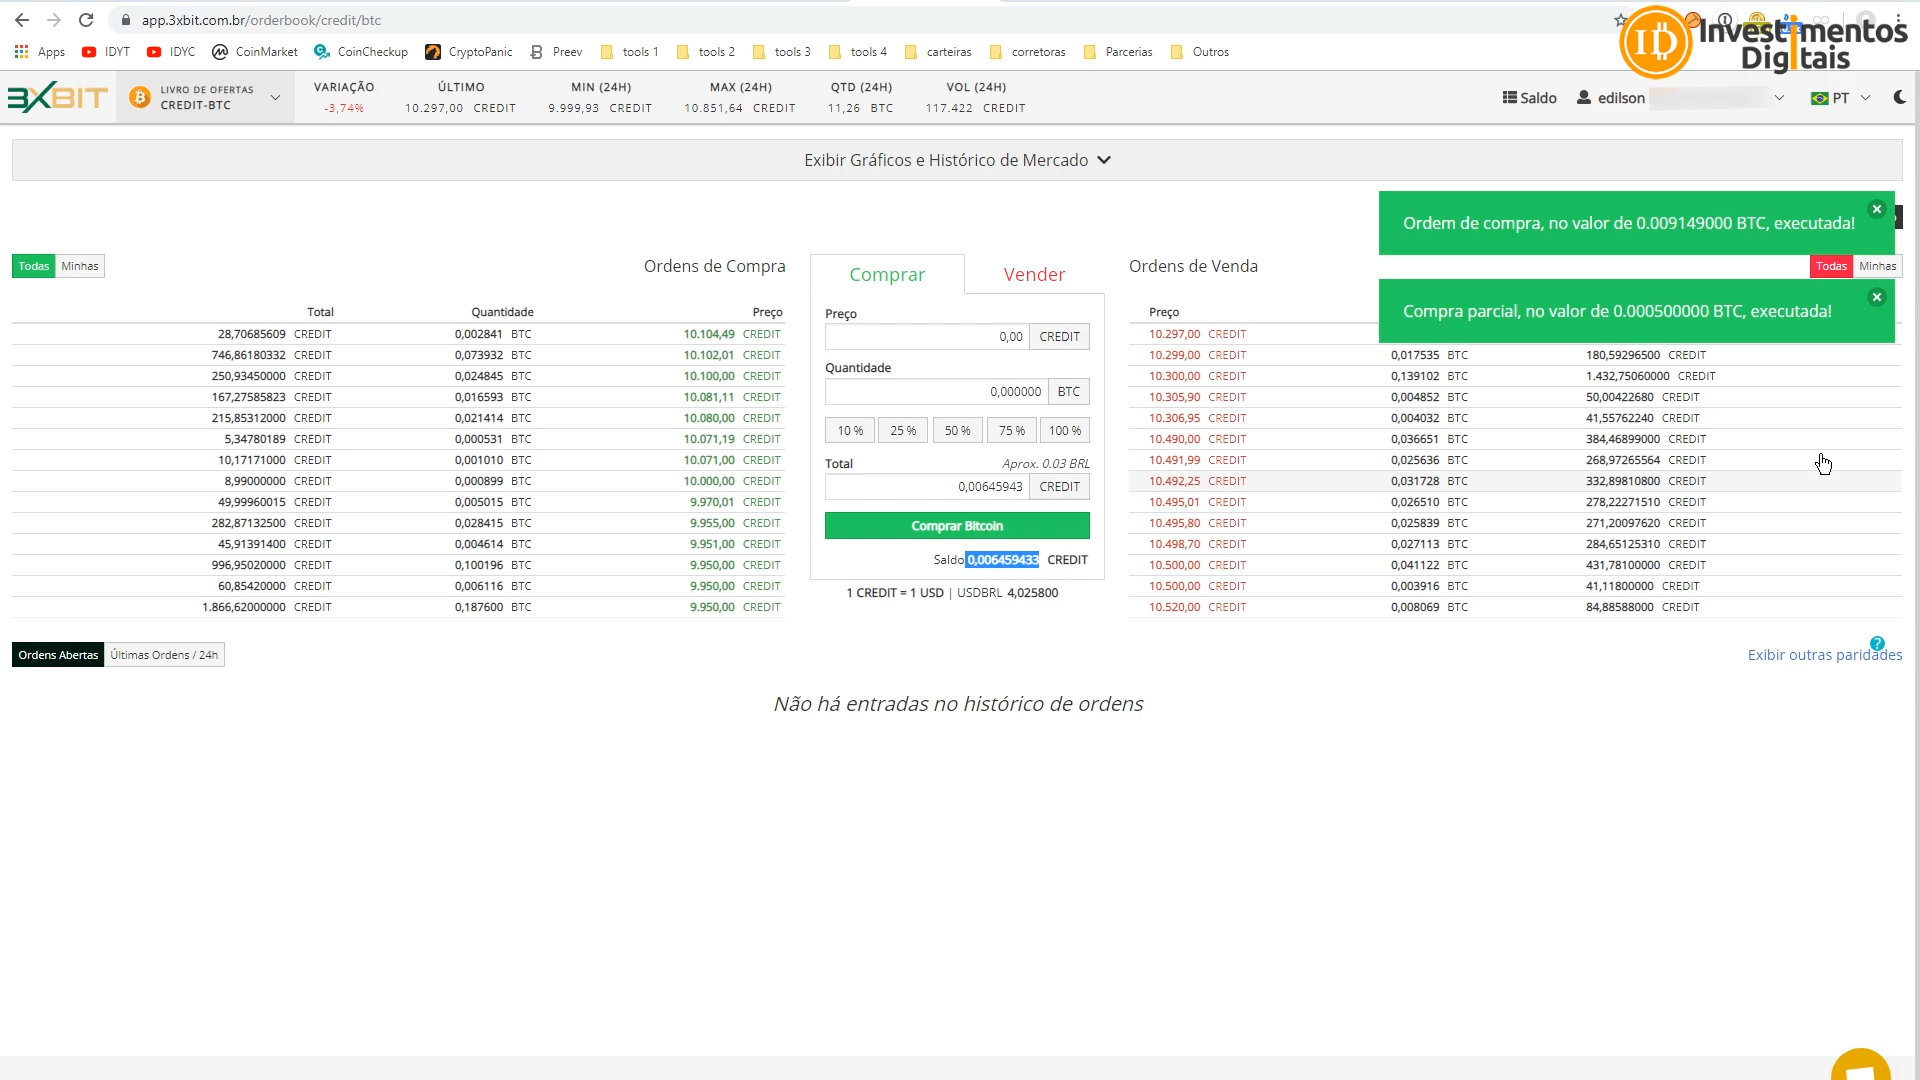 app.3xbit.com.br/orderbook/credit/btc
Apps IDYT IDYC CoinMarket CoinCheckup CryptoPanic Preev tools 1 tools 2 tools 3 tools 4 carteiras corretoras Parcerias Outros
Investimentos
Digitais
3XBIT
LIVRO DE OFERTAS
CREDIT-BTC
VARIAÇÃO ÚLTIMO MIN (24H) MAX (24H) QTD (24H) VOL (24H)
-3,74% 10.297,00 CREDIT 9.999,93 CREDIT 10.851,64 CREDIT 11,26 BTC 117.422 CREDIT
Saldo edilson PT
Exibir Gráficos e Histórico de Mercado
Ordem de compra, no valor de 0.009149000 BTC, executada!
Compra parcial, no valor de 0.000500000 BTC, executada!
Todas Minhas Ordens de Compra
Total Quantidade Preço
28,70685609 CREDIT 0,002841 BTC 10.104,49 CREDIT
746,86180332 CREDIT 0,073932 BTC 10.102,01 CREDIT
250,93450000 CREDIT 0,024845 BTC 10.100,00 CREDIT
167,27585823 CREDIT 0,016593 BTC 10.081,11 CREDIT
215,85312000 CREDIT 0,021414 BTC 10.080,00 CREDIT
5,34780189 CREDIT 0,000531 BTC 10.071,19 CREDIT
10,17171000 CREDIT 0,001010 BTC 10.071,00 CREDIT
8,99000000 CREDIT 0,000899 BTC 10.000,00 CREDIT
49,99960015 CREDIT 0,005015 BTC 9.970,01 CREDIT
282,87132500 CREDIT 0,028415 BTC 9.955,00 CREDIT
45,91391400 CREDIT 0,004614 BTC 9.951,00 CREDIT
996,95020000 CREDIT 0,100196 BTC 9.950,00 CREDIT
60,85420000 CREDIT 0,006116 BTC 9.950,00 CREDIT
1.866,62000000 CREDIT 0,187600 BTC 9.950,00 CREDIT
Comprar Vender
Preço
0,00 CREDIT
Quantidade
0,000000 BTC
10 % 25 % 50 % 75 % 100 %
Total Aprox. 0.03 BRL
0,00645943 CREDIT
Comprar Bitcoin
Saldo 0,006459433 CREDIT
1 CREDIT = 1 USD | USDBRL 4,025800
Ordens de Venda Todas Minhas
Preço
10.297,00 CREDIT
10.299,00 CREDIT 0,017535 BTC 180,59296500 CREDIT
10.300,00 CREDIT 0,139102 BTC 1.432,75060000 CREDIT
10.305,90 CREDIT 0,004852 BTC 50,00422680 CREDIT
10.306,95 CREDIT 0,004032 BTC 41,55762240 CREDIT
10.490,00 CREDIT 0,036651 BTC 384,46899000 CREDIT
10.491,99 CREDIT 0,025636 BTC 268,97265564 CREDIT
10.492,25 CREDIT 0,031728 BTC 332,89810800 CREDIT
10.495,01 CREDIT 0,026510 BTC 278,22271510 CREDIT
10.495,80 CREDIT 0,025839 BTC 271,20097620 CREDIT
10.498,70 CREDIT 0,027113 BTC 284,65125310 CREDIT
10.500,00 CREDIT 0,041122 BTC 431,78100000 CREDIT
10.500,00 CREDIT 0,003916 BTC 41,11800000 CREDIT
10.520,00 CREDIT 0,008069 BTC 84,88588000 CREDIT
Ordens Abertas Últimas Ordens / 24h
?
Exibir outras paridades
Não há entradas no histórico de ordens